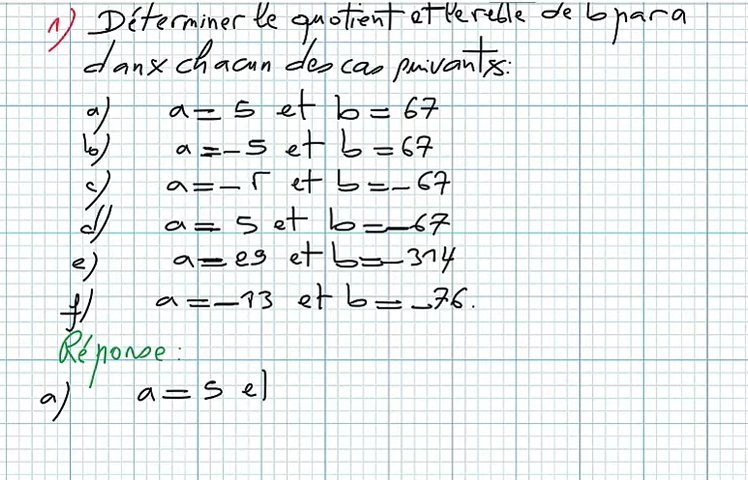 1) Déterminer le quotient et le reste de b par a
dans chacun des cas suivants:
a) a = 5 et b = 67
b) a = -5 et b = 67
c) a = -5 et b = -67
d) a = 5 et b = -67
e) a = 29 et b = -314
f) a = -13 et b = -76.
Réponse:
a) a = 5 et